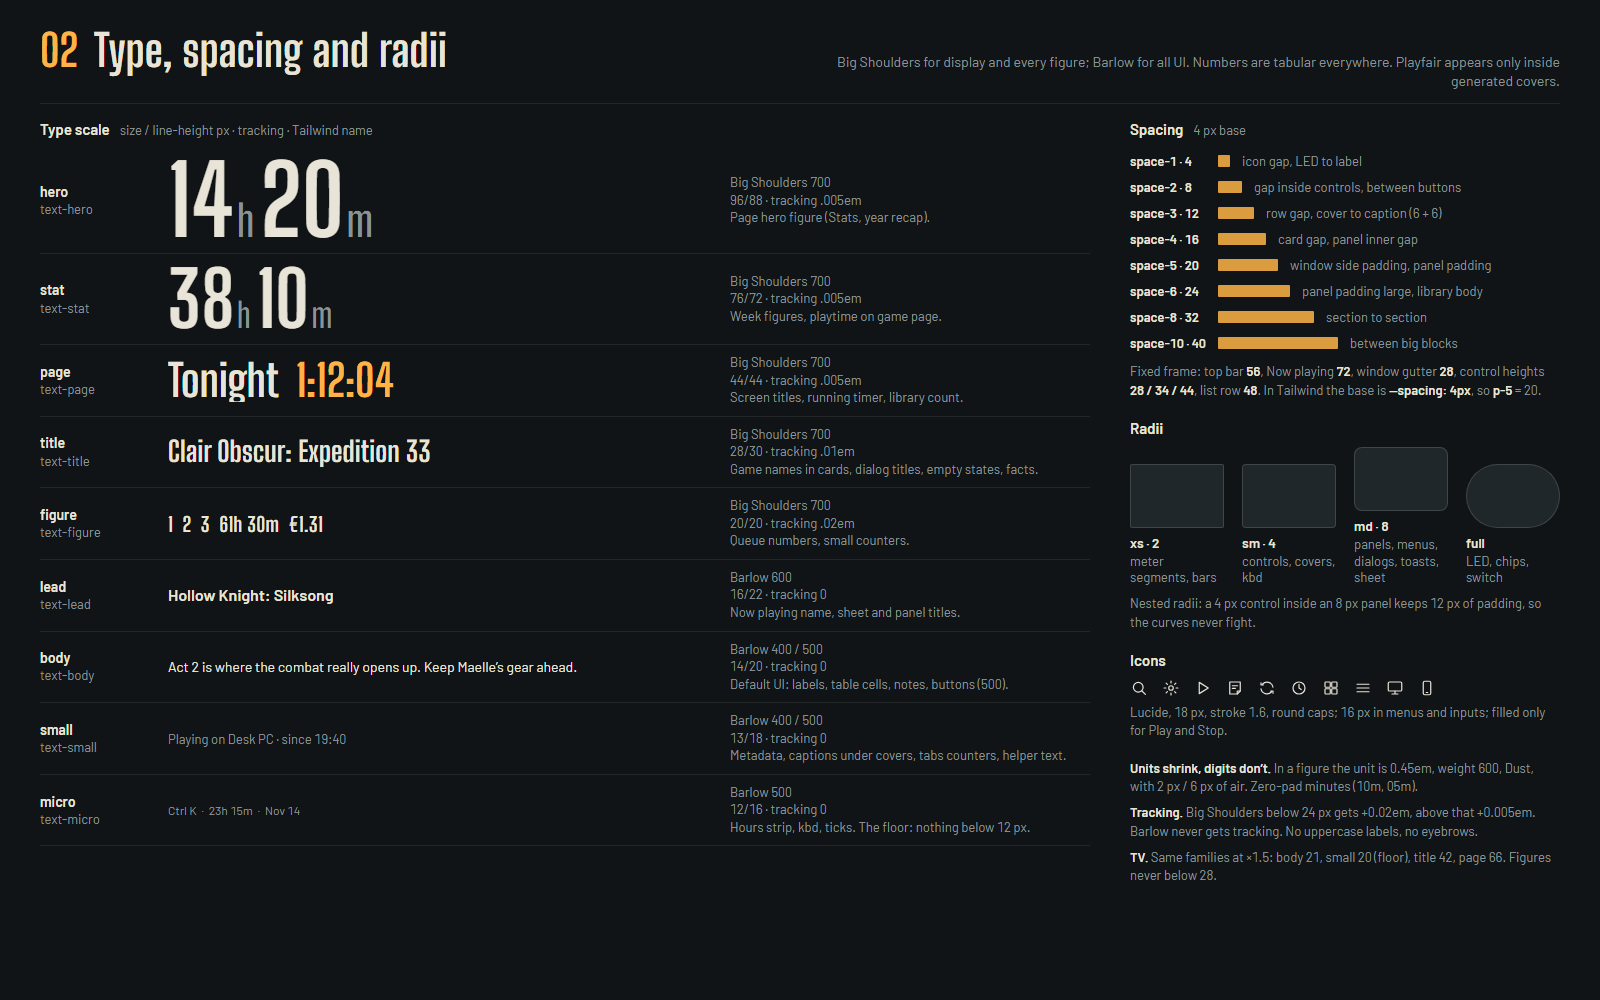 02 Type, spacing and radii
Big Shoulders for display and every figure; Barlow for all UI. Numbers are tabular everywhere. Playfair appears only inside
generated covers.
Type scale size / line-height px · tracking · Tailwind name
hero
text-hero
14h 20m
Big Shoulders 700
96/88 · tracking .005em
Page hero figure (Stats, year recap).
stat
text-stat
38h 10m
Big Shoulders 700
76/72 · tracking .005em
Week figures, playtime on game page.
page
text-page
Tonight 1:12:04
Big Shoulders 700
44/44 · tracking .005em
Screen titles, running timer, library count.
title
text-title
Clair Obscur: Expedition 33
Big Shoulders 700
28/30 · tracking .01em
Game names in cards, dialog titles, empty states, facts.
figure
text-figure
1 2 3 61h 30m €1.31
Big Shoulders 700
20/20 · tracking .02em
Queue numbers, small counters.
lead
text-lead
Hollow Knight: Silksong
Barlow 600
16/22 · tracking 0
Now playing name, sheet and panel titles.
body
text-body
Act 2 is where the combat really opens up. Keep Maelle's gear ahead.
Barlow 400 / 500
14/20 · tracking 0
Default UI: labels, table cells, notes, buttons (500).
small
text-small
Playing on Desk PC · since 19:40
Barlow 400 / 500
13/18 · tracking 0
Metadata, captions under covers, tabs counters, helper text.
micro
text-micro
Ctrl K · 23h 15m · Nov 14
Barlow 500
12/16 · tracking 0
Hours strip, kbd, ticks. The floor: nothing below 12 px.
Spacing 4 px base
space-1 · 4 icon gap, LED to label
space-2 · 8 gap inside controls, between buttons
space-3 · 12 row gap, cover to caption (6 + 6)
space-4 · 16 card gap, panel inner gap
space-5 · 20 window side padding, panel padding
space-6 · 24 panel padding large, library body
space-8 · 32 section to section
space-10 · 40 between big blocks
Fixed frame: top bar 56, Now playing 72, window gutter 28, control heights
28 / 34 / 44, list row 48. In Tailwind the base is --spacing: 4px, so p-5 = 20.
Radii
xs · 2
meter
segments, bars
sm · 4
controls, covers,
kbd
md · 8
panels, menus,
dialogs, toasts,
sheet
full
LED, chips,
switch
Nested radii: a 4 px control inside an 8 px panel keeps 12 px of padding, so
the curves never fight.
Icons
Lucide, 18 px, stroke 1.6, round caps; 16 px in menus and inputs; filled only
for Play and Stop.
Units shrink, digits don't. In a figure the unit is 0.45em, weight 600, Dust,
with 2 px / 6 px of air. Zero-pad minutes (10m, 05m).
Tracking. Big Shoulders below 24 px gets +0.02em, above that +0.005em.
Barlow never gets tracking. No uppercase labels, no eyebrows.
TV. Same families at ×1.5: body 21, small 20 (floor), title 42, page 66. Figures
never below 28.